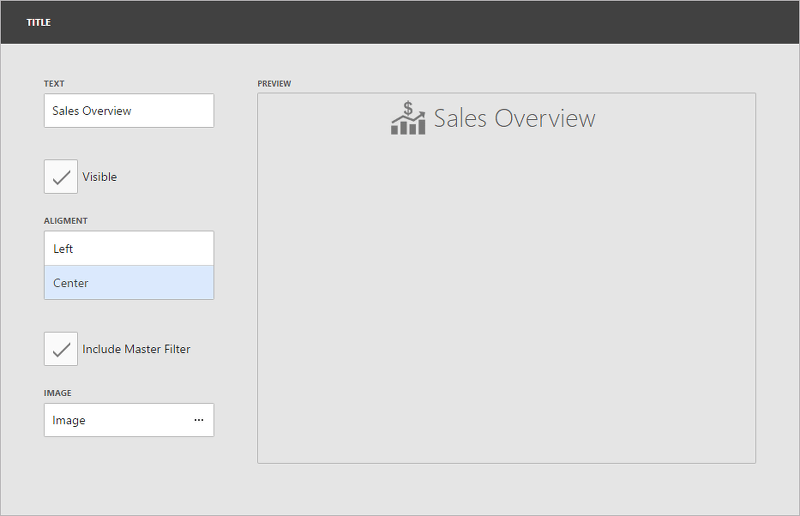 TITLE
TEXT
Sales Overview
Visible
ALIGMENT
Left
Center
Include Master Filter
IMAGE
Image ...
PREVIEW
$ Sales Overview